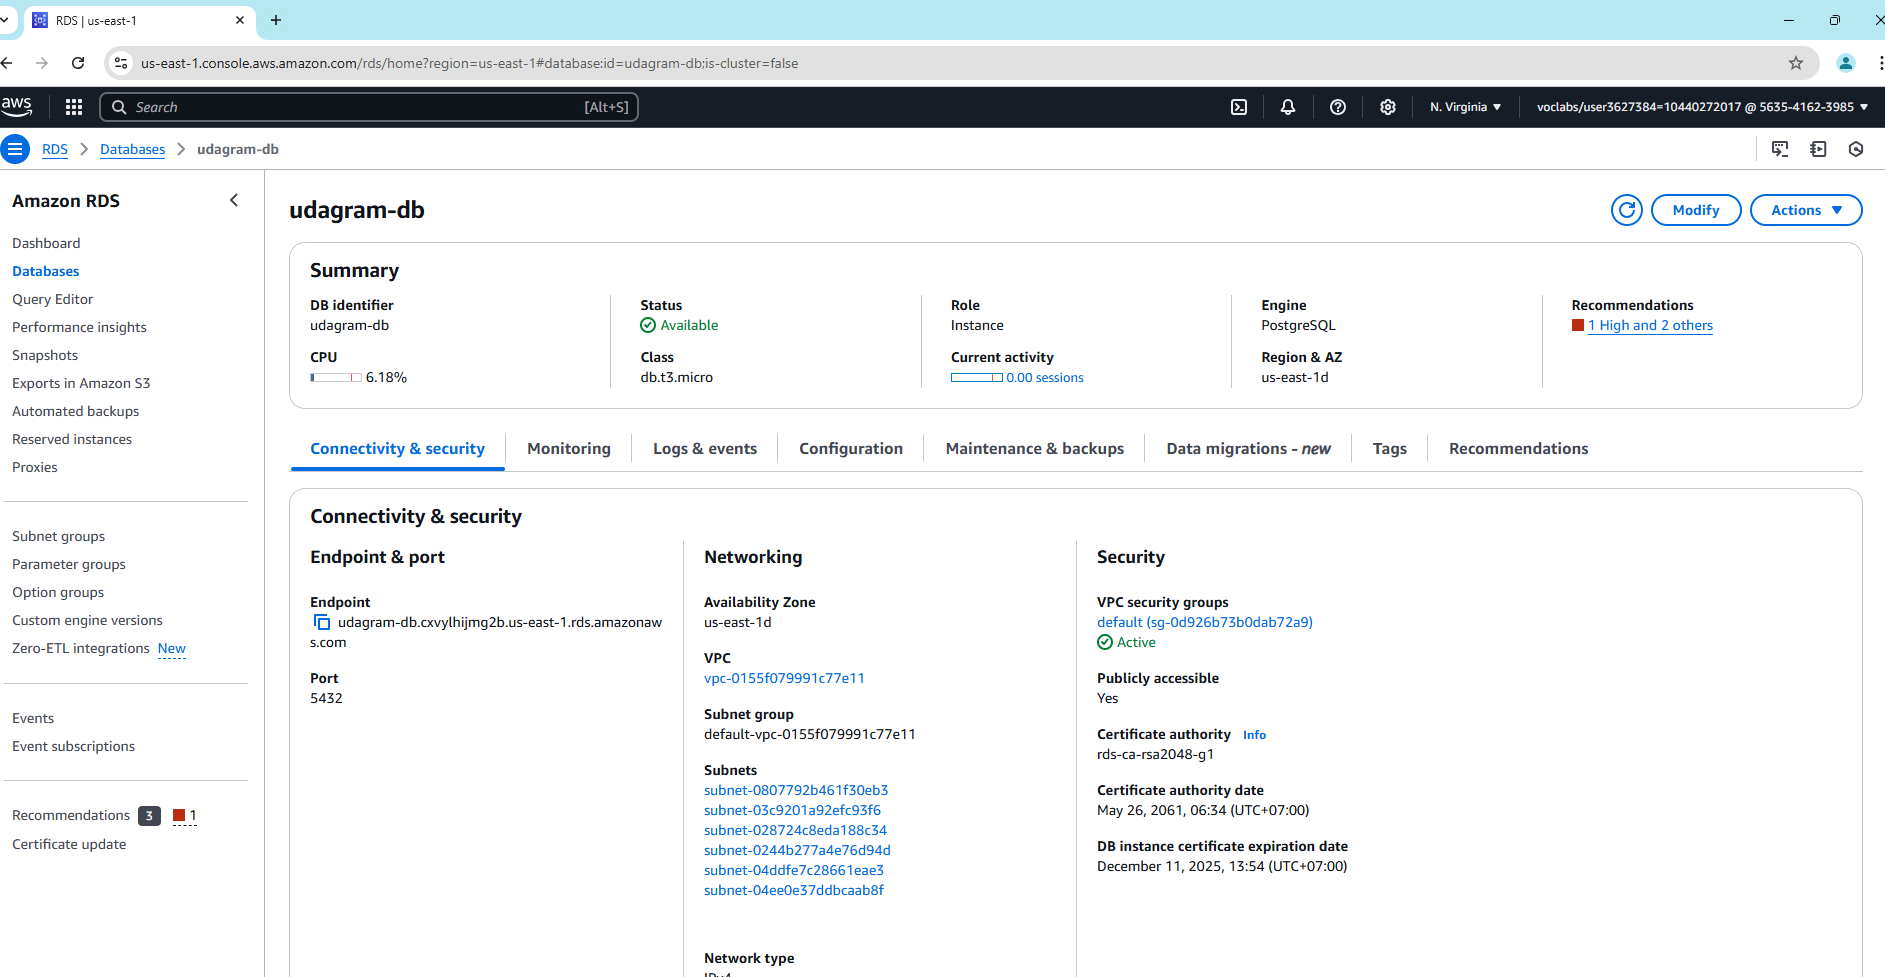 RDS | us-east-1
us-east-1.console.aws.amazon.com/rds/home?region=us-east-1#database:id=udagram-db;is-cluster=false
aws
Search
[Alt+S]
N. Virginia
voclabs/user3627384=10440272017 @ 5635-4162-3985
RDS
Databases
udagram-db
Amazon RDS
Dashboard
Databases
Query Editor
Performance insights
Snapshots
Exports in Amazon S3
Automated backups
Reserved instances
Proxies
Subnet groups
Parameter groups
Option groups
Custom engine versions
Zero-ETL integrations New
Events
Event subscriptions
Recommendations 3 1
Certificate update
udagram-db
Modify
Actions
Summary
DB identifier
udagram-db
CPU
6.18%
Status
Available
Class
db.t3.micro
Role
Instance
Current activity
0.00 sessions
Engine
PostgreSQL
Region & AZ
us-east-1d
Recommendations
1 High and 2 others
Connectivity & security
Monitoring
Logs & events
Configuration
Maintenance & backups
Data migrations - new
Tags
Recommendations
Connectivity & security
Endpoint & port
Endpoint
udagram-db.cxvylhijmg2b.us-east-1.rds.amazonaw
s.com
Port
5432
Networking
Availability Zone
us-east-1d
VPC
vpc-0155f079991c77e11
Subnet group
default-vpc-0155f079991c77e11
Subnets
subnet-0807792b461f30eb3
subnet-03c9201a92efc93f6
subnet-028724c8eda188c34
subnet-0244b277a4e76d94d
subnet-04ddfe7c28661eae3
subnet-04ee0e37ddbcaab8f
Network type
IPv4
Security
VPC security groups
default (sg-0d926b73b0dab72a9)
Active
Publicly accessible
Yes
Certificate authority Info
rds-ca-rsa2048-g1
Certificate authority date
May 26, 2061, 06:34 (UTC+07:00)
DB instance certificate expiration date
December 11, 2025, 13:54 (UTC+07:00)